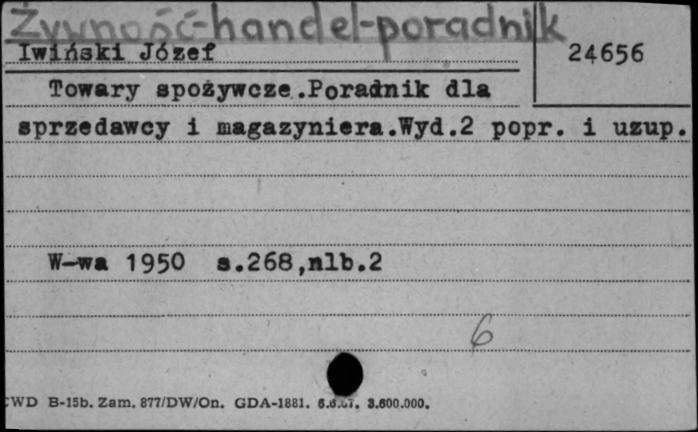 Żywność-handel-poradnik
Iwiński Józef
24656
Towary spożywcze.Poradnik dla
sprzedawcy i magazyniera.Wyd.2 popr. i uzup.
W-wa 1950 s.268,nlb.2
6
CWD B-15b. Zam. 877/DW/On. GDA-1881. 3.600.000.